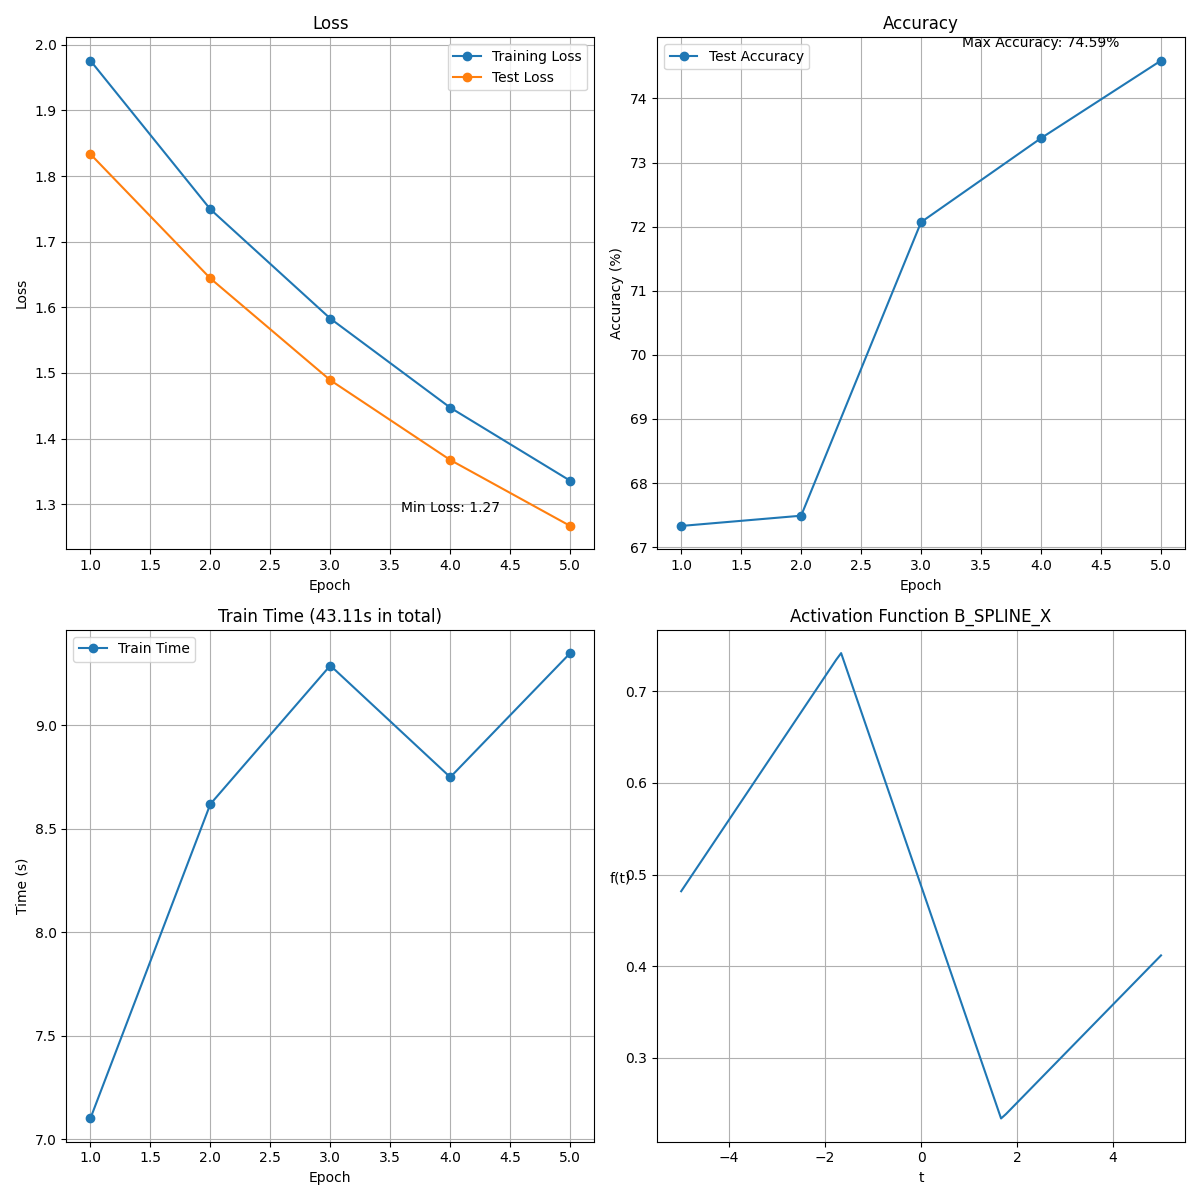 Loss
2.0
1.9
1.8
1.7
1.6
1.5
1.4
1.3
Loss
Training Loss
Test Loss
Min Loss: 1.27
1.0 1.5 2.0 2.5 3.0 3.5 4.0 4.5 5.0
Epoch
Accuracy
Max Accuracy: 74.59%
Test Accuracy
74
73
72
71
70
69
68
67
Accuracy (%)
1.0 1.5 2.0 2.5 3.0 3.5 4.0 4.5 5.0
Epoch
Train Time (43.11s in total)
Train Time
9.0
8.5
8.0
7.5
7.0
Time (s)
1.0 1.5 2.0 2.5 3.0 3.5 4.0 4.5 5.0
Epoch
Activation Function B_SPLINE_X
0.7
0.6
0.5
0.4
0.3
f(t)
−4 −2 0 2 4
t